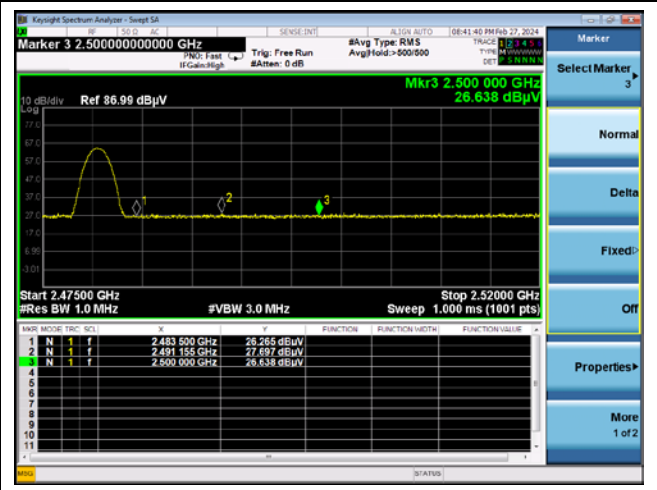 Keysight Spectrum Analyzer - Swept SA
RF 50 Ω AC SENSE:INT ALIGN AUTO 08:41:40 PM Feb 27, 2024
Marker 3 2.500000000000 GHz
PNO: Fast
IFGain:High
Trig: Free Run
#Atten: 0 dB
#Avg Type: RMS
Avg|Hold:>500/500
TRACE 1 2 3 4 5 6
TYPE
DET P S N N N N
Mkr3 2.500 000 GHz
26.638 dBµV
10 dB/div Ref 86.99 dBµV
Log
77.0
67.0
57.0
47.0
37.0
27.0
17.0
6.99
-3.01
1
2
3
Start 2.47500 GHz Stop 2.52000 GHz
#Res BW 1.0 MHz #VBW 3.0 MHz Sweep 1.000 ms (1001 pts)
MKR MODE TRC SCL X Y FUNCTION FUNCTION WIDTH FUNCTION VALUE
1 N 1 f 2.483 500 GHz 26.265 dBµV
2 N 1 f 2.491 155 GHz 27.697 dBµV
3 N 1 f 2.500 000 GHz 26.638 dBµV
4
5
6
7
8
9
10
11
MSG STATUS
Marker
Select Marker
3
Normal
Delta
Fixed
Off
Properties
More
1 of 2